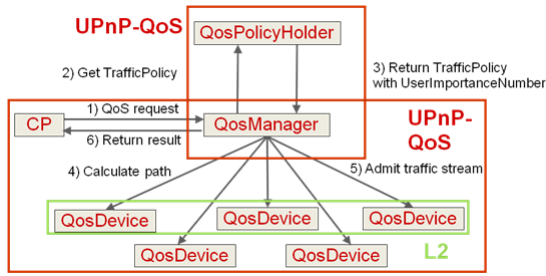 UPnP-QoS
QosPolicyHolder
2) Get TrafficPolicy
3) Return TrafficPolicy
with UserImportanceNumber
1) QoS request
CP
QosManager
UPnP-
QoS
6) Return result
4) Calculate path
5) Admit traffic stream
QosDevice
QosDevice
QosDevice
QosDevice
QosDevice
L2